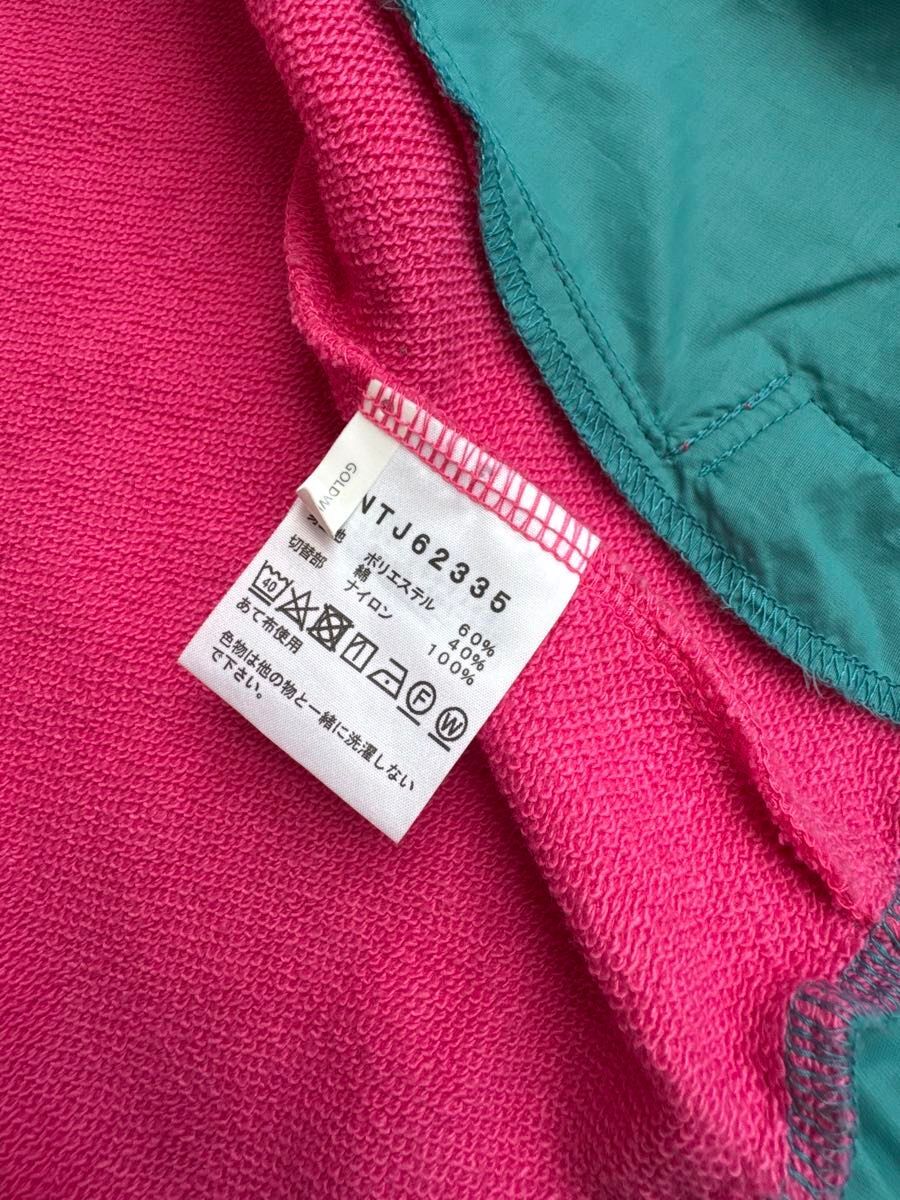 GOLDW
NTJ62335
地 ポリエステル 60%
綿 40%
切替部 ナイロン 100%
40 F W
あて布使用
色物は他の物と一緒に洗濯しない
で下さい。